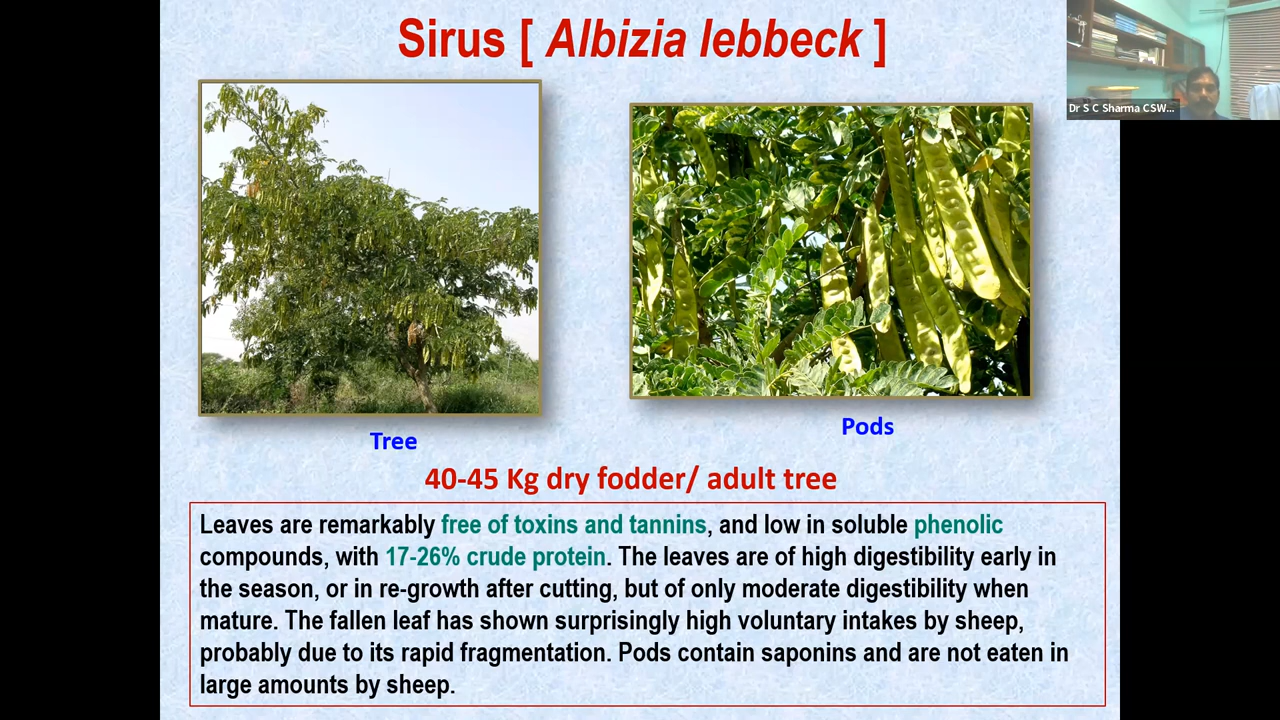 Sirus [ Albizia lebbeck ]
Dr S C Sharma CSW...
Tree
Pods
40-45 Kg dry fodder/ adult tree
Leaves are remarkably free of toxins and tannins, and low in soluble phenolic
compounds, with 17-26% crude protein. The leaves are of high digestibility early in
the season, or in re-growth after cutting, but of only moderate digestibility when
mature. The fallen leaf has shown surprisingly high voluntary intakes by sheep,
probably due to its rapid fragmentation. Pods contain saponins and are not eaten in
large amounts by sheep.